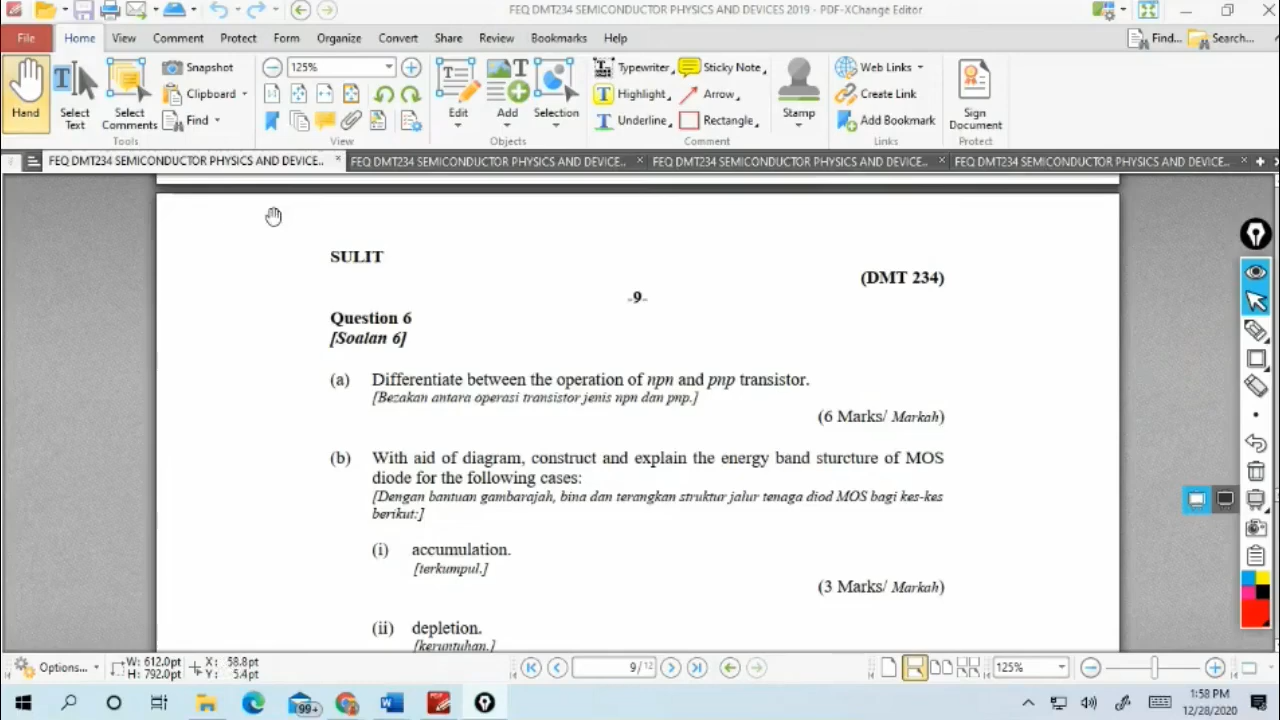 FEQ DMT234 SEMICONDUCTOR PHYSICS AND DEVICES 2019 - PDF-XChange Editor
File Home View Comment Protect Form Organize Convert Share Review Bookmarks Help Find... Search...
Hand
Select Text
Select Comments
Snapshot
Clipboard
Find
Tools
125%
View
Edit
Add
Selection
Objects
Typewriter
Highlight
Underline
Sticky Note
Arrow
Rectangle
Stamp
Comment
Web Links
Create Link
Add Bookmark
Links
Sign Document
Protect
FEQ DMT234 SEMICONDUCTOR PHYSICS AND DEVICE... FEQ DMT234 SEMICONDUCTOR PHYSICS AND DEVICE... FEQ DMT234 SEMICONDUCTOR PHYSICS AND DEVICE... FEQ DMT234 SEMICONDUCTOR PHYSICS AND DEVICE...
SULIT
(DMT 234)
-9-
Question 6
[Soalan 6]
(a) Differentiate between the operation of npn and pnp transistor.
[Bezakan antara operasi transistor jenis npn dan pnp.]
(6 Marks/ Markah)
(b) With aid of diagram, construct and explain the energy band sturcture of MOS
diode for the following cases:
[Dengan bantuan gambarajah, bina dan terangkan struktur jalur tenaga diod MOS bagi kes-kes
berikut:]
(i) accumulation.
[terkumpul.]
(3 Marks/ Markah)
(ii) depletion.
[keruntuhan.]
Options... W: 612.0pt X: 58.8pt
H: 792.0pt Y: 5.4pt
9/12
125%
99+
1:58 PM
12/28/2020